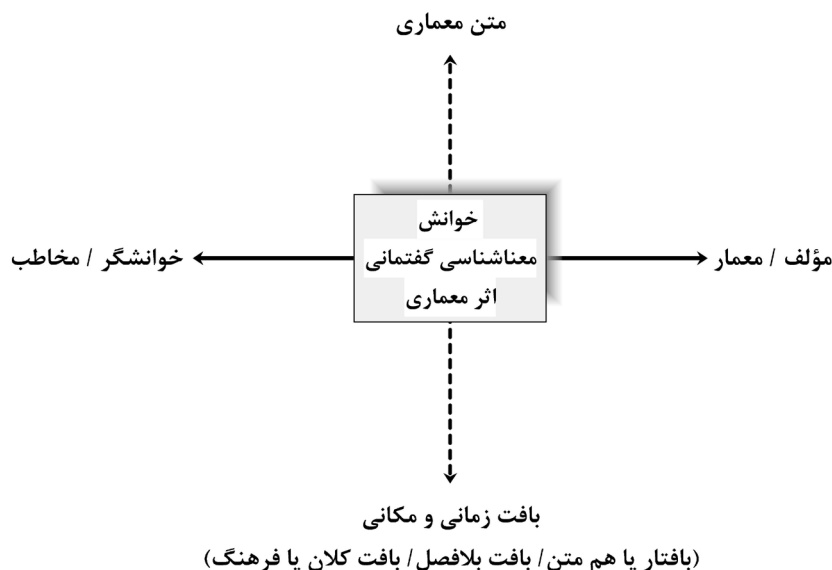 متن معماری
خوانش
معناشناسی گفتمانی
اثر معماری
مؤلف / معمار
خوانشگر / مخاطب
بافت زمانی و مکانی
(بافتار یا هم متن/ بافت بلافصل/ بافت کلان یا فرهنگ)